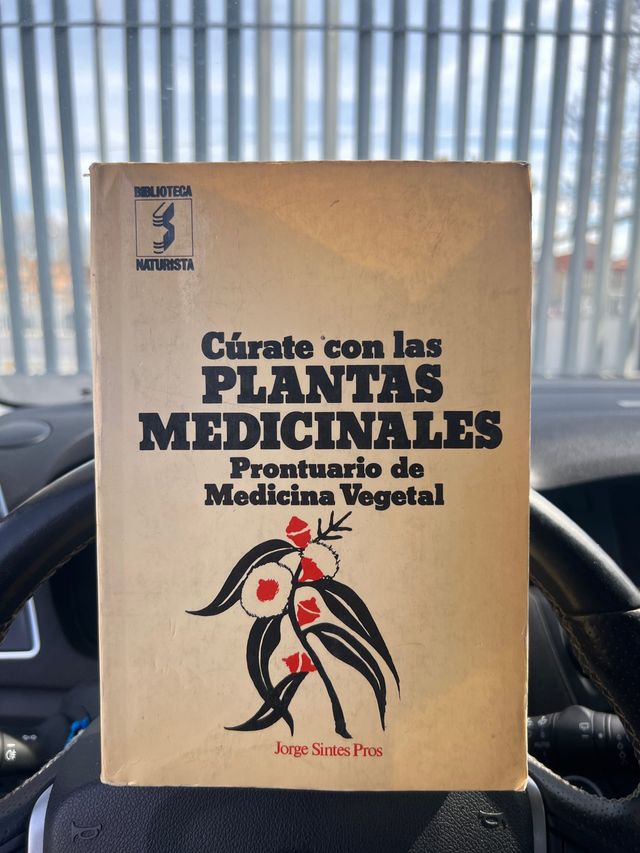 BIBLIOTECA
NATURISTA
Cúrate con las
PLANTAS
MEDICINALES
Prontuario de
Medicina Vegetal
Jorge Sintes Pros